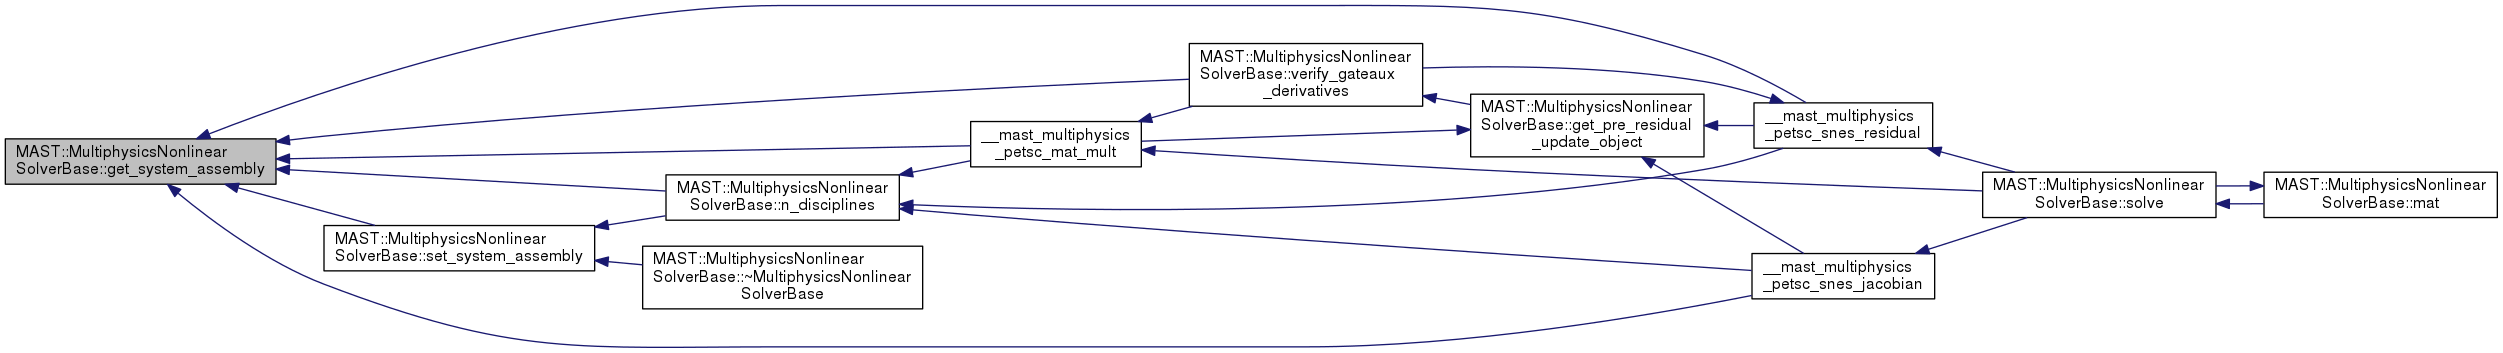 MAST::MultiphysicsNonlinear
SolverBase::get_system_assembly
MAST::MultiphysicsNonlinear
SolverBase::set_system_assembly
MAST::MultiphysicsNonlinear
SolverBase::n_disciplines
MAST::MultiphysicsNonlinear
SolverBase::~MultiphysicsNonlinear
SolverBase
__mast_multiphysics
_petsc_mat_mult
MAST::MultiphysicsNonlinear
SolverBase::verify_gateaux
_derivatives
MAST::MultiphysicsNonlinear
SolverBase::get_pre_residual
_update_object
__mast_multiphysics
_petsc_snes_residual
__mast_multiphysics
_petsc_snes_jacobian
MAST::MultiphysicsNonlinear
SolverBase::solve
MAST::MultiphysicsNonlinear
SolverBase::mat